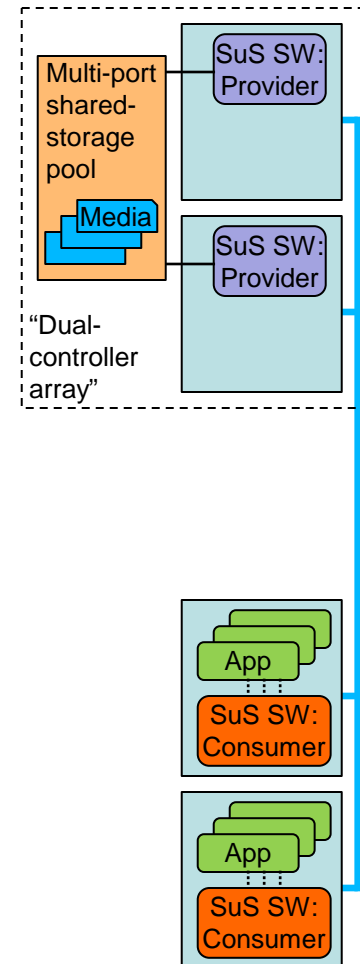 Multi-port
shared-
storage
pool
Media
SuS SW:
Provider
SuS SW:
Provider
“Dual-
controller
array”
App
SuS SW:
Consumer
App
SuS SW:
Consumer